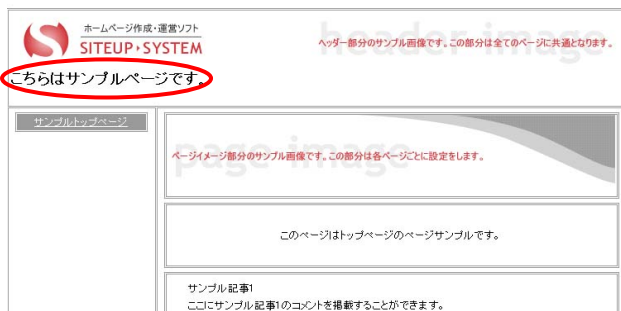 ホームページ作成・運営ソフト
SITEUP・SYSTEM
header image
ヘッダー部分のサンプル画像です。この部分は全てのページに共通となります。
こちらはサンプルページです。
サンプルトップページ
page image
ページイメージ部分のサンプル画像です。この部分は各ページごとに設定をします。
このページはトップページのページサンプルです。
サンプル記事1
ここにサンプル記事1のコメントを掲載することができます。